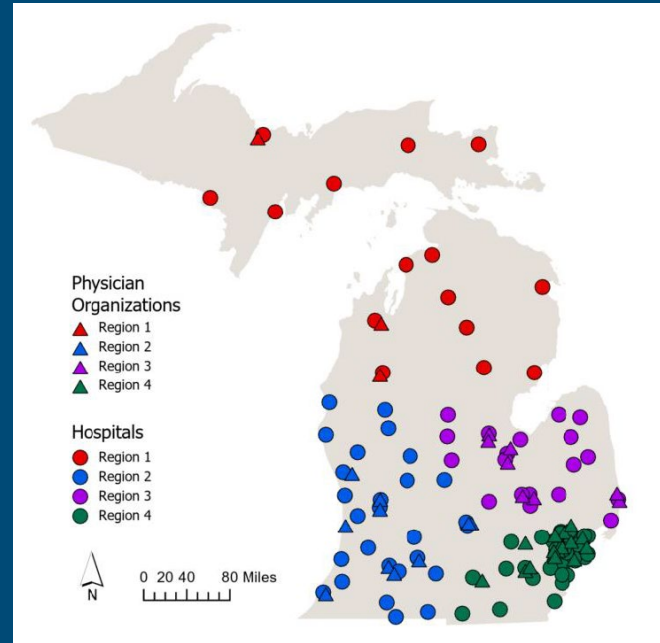 Physician
Organizations
Region 1
Region 2
Region 3
Region 4
Hospitals
Region 1
Region 2
Region 3
Region 4
N
0 20 40 80 Miles